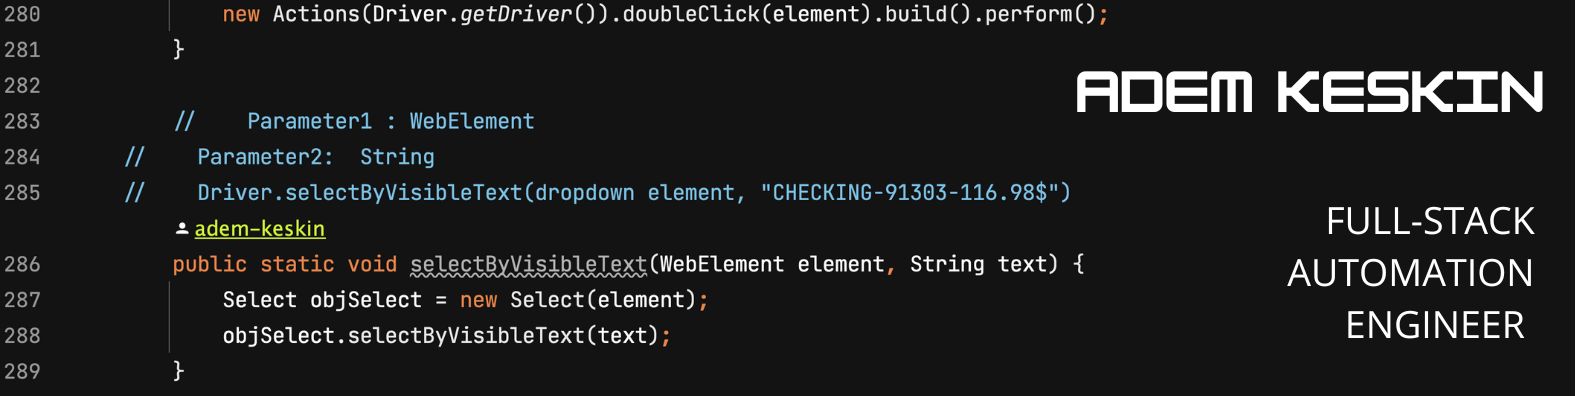 280 new Actions(Driver.getDriver()).doubleClick(element).build().perform();
281 }
282
283 // Parameter1 : WebElement
284 // Parameter2: String
285 // Driver.selectByVisibleText(dropdown element, "CHECKING-91303-116.98$")
adem-keskin
286 public static void selectByVisibleText(WebElement element, String text) {
287 Select objSelect = new Select(element);
288 objSelect.selectByVisibleText(text);
289 }
ADEM KESKIN
FULL-STACK
AUTOMATION
ENGINEER